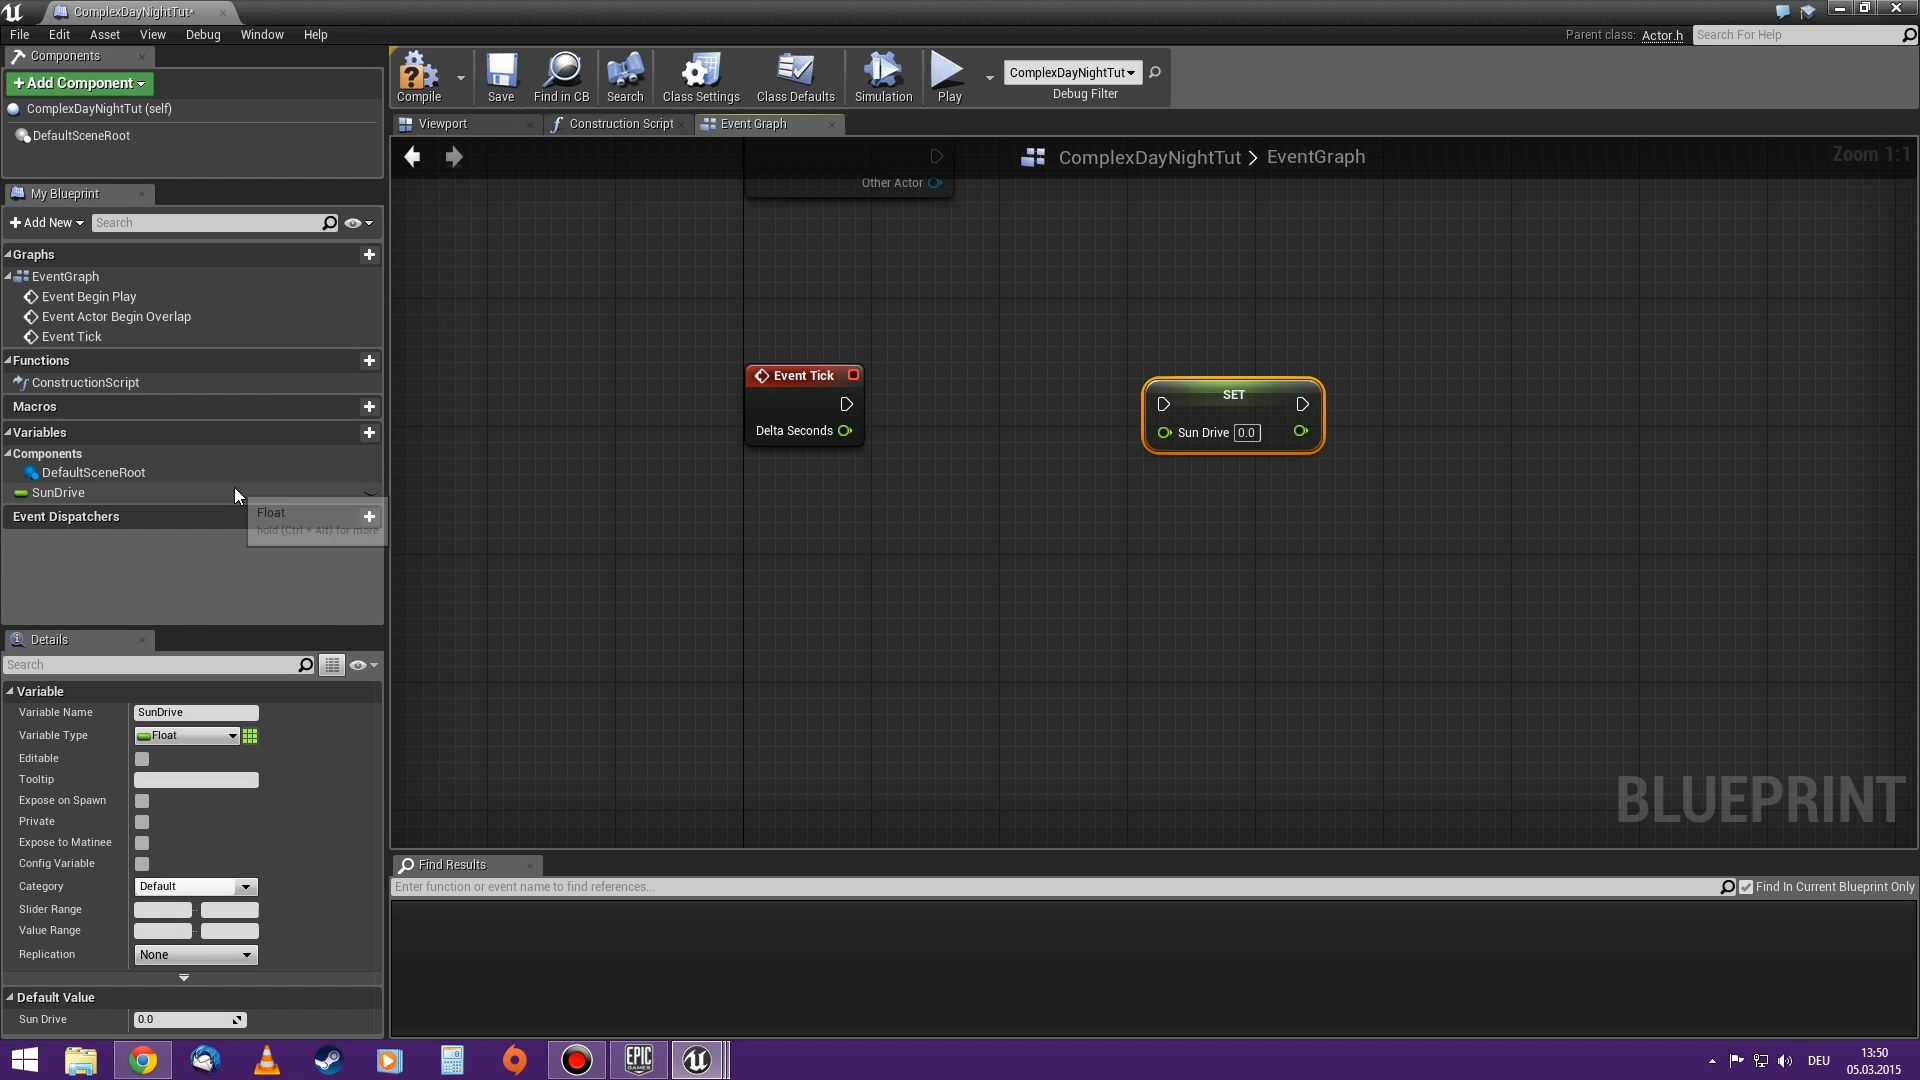 ComplexDayNightTut*
File Edit Asset View Debug Window Help
Parent class: Actor.h Search For Help
Components
+Add Component
ComplexDayNightTut (self)
DefaultSceneRoot
My Blueprint
+Add New Search
Graphs
EventGraph
Event Begin Play
Event Actor Begin Overlap
Event Tick
Functions
ConstructionScript
Macros
Variables
Components
DefaultSceneRoot
SunDrive
Event Dispatchers
Float
hold (Ctrl + Alt) for more
Details
Search
Variable
Variable Name SunDrive
Variable Type Float
Editable
Tooltip
Expose on Spawn
Private
Expose to Matinee
Config Variable
Category Default
Slider Range
Value Range
Replication None
Default Value
Sun Drive 0.0
Compile Save Find in CB Search Class Settings Class Defaults Simulation Play
ComplexDayNightTut
Debug Filter
Viewport Construction Script Event Graph
ComplexDayNightTut > EventGraph
Zoom 1:1
Other Actor
Event Tick
Delta Seconds
SET
Sun Drive 0.0
BLUEPRINT
Find Results
Enter function or event name to find references...
Find In Current Blueprint Only
EPIC
GAMES
DEU
13:50
05.03.2015